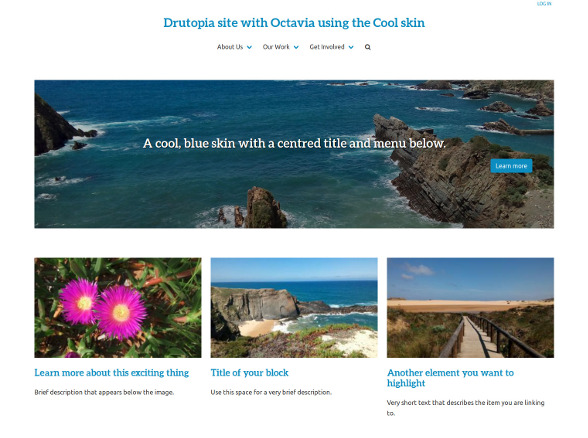 LOG IN
Drutopia site with Octavia using the Cool skin
About Us Our Work Get Involved
A cool, blue skin with a centred title and menu below.
Learn more
Learn more about this exciting thing
Brief description that appears below the image.
Title of your block
Use this space for a very brief description.
Another element you want to
highlight
Very short text that describes the item you are linking
to.